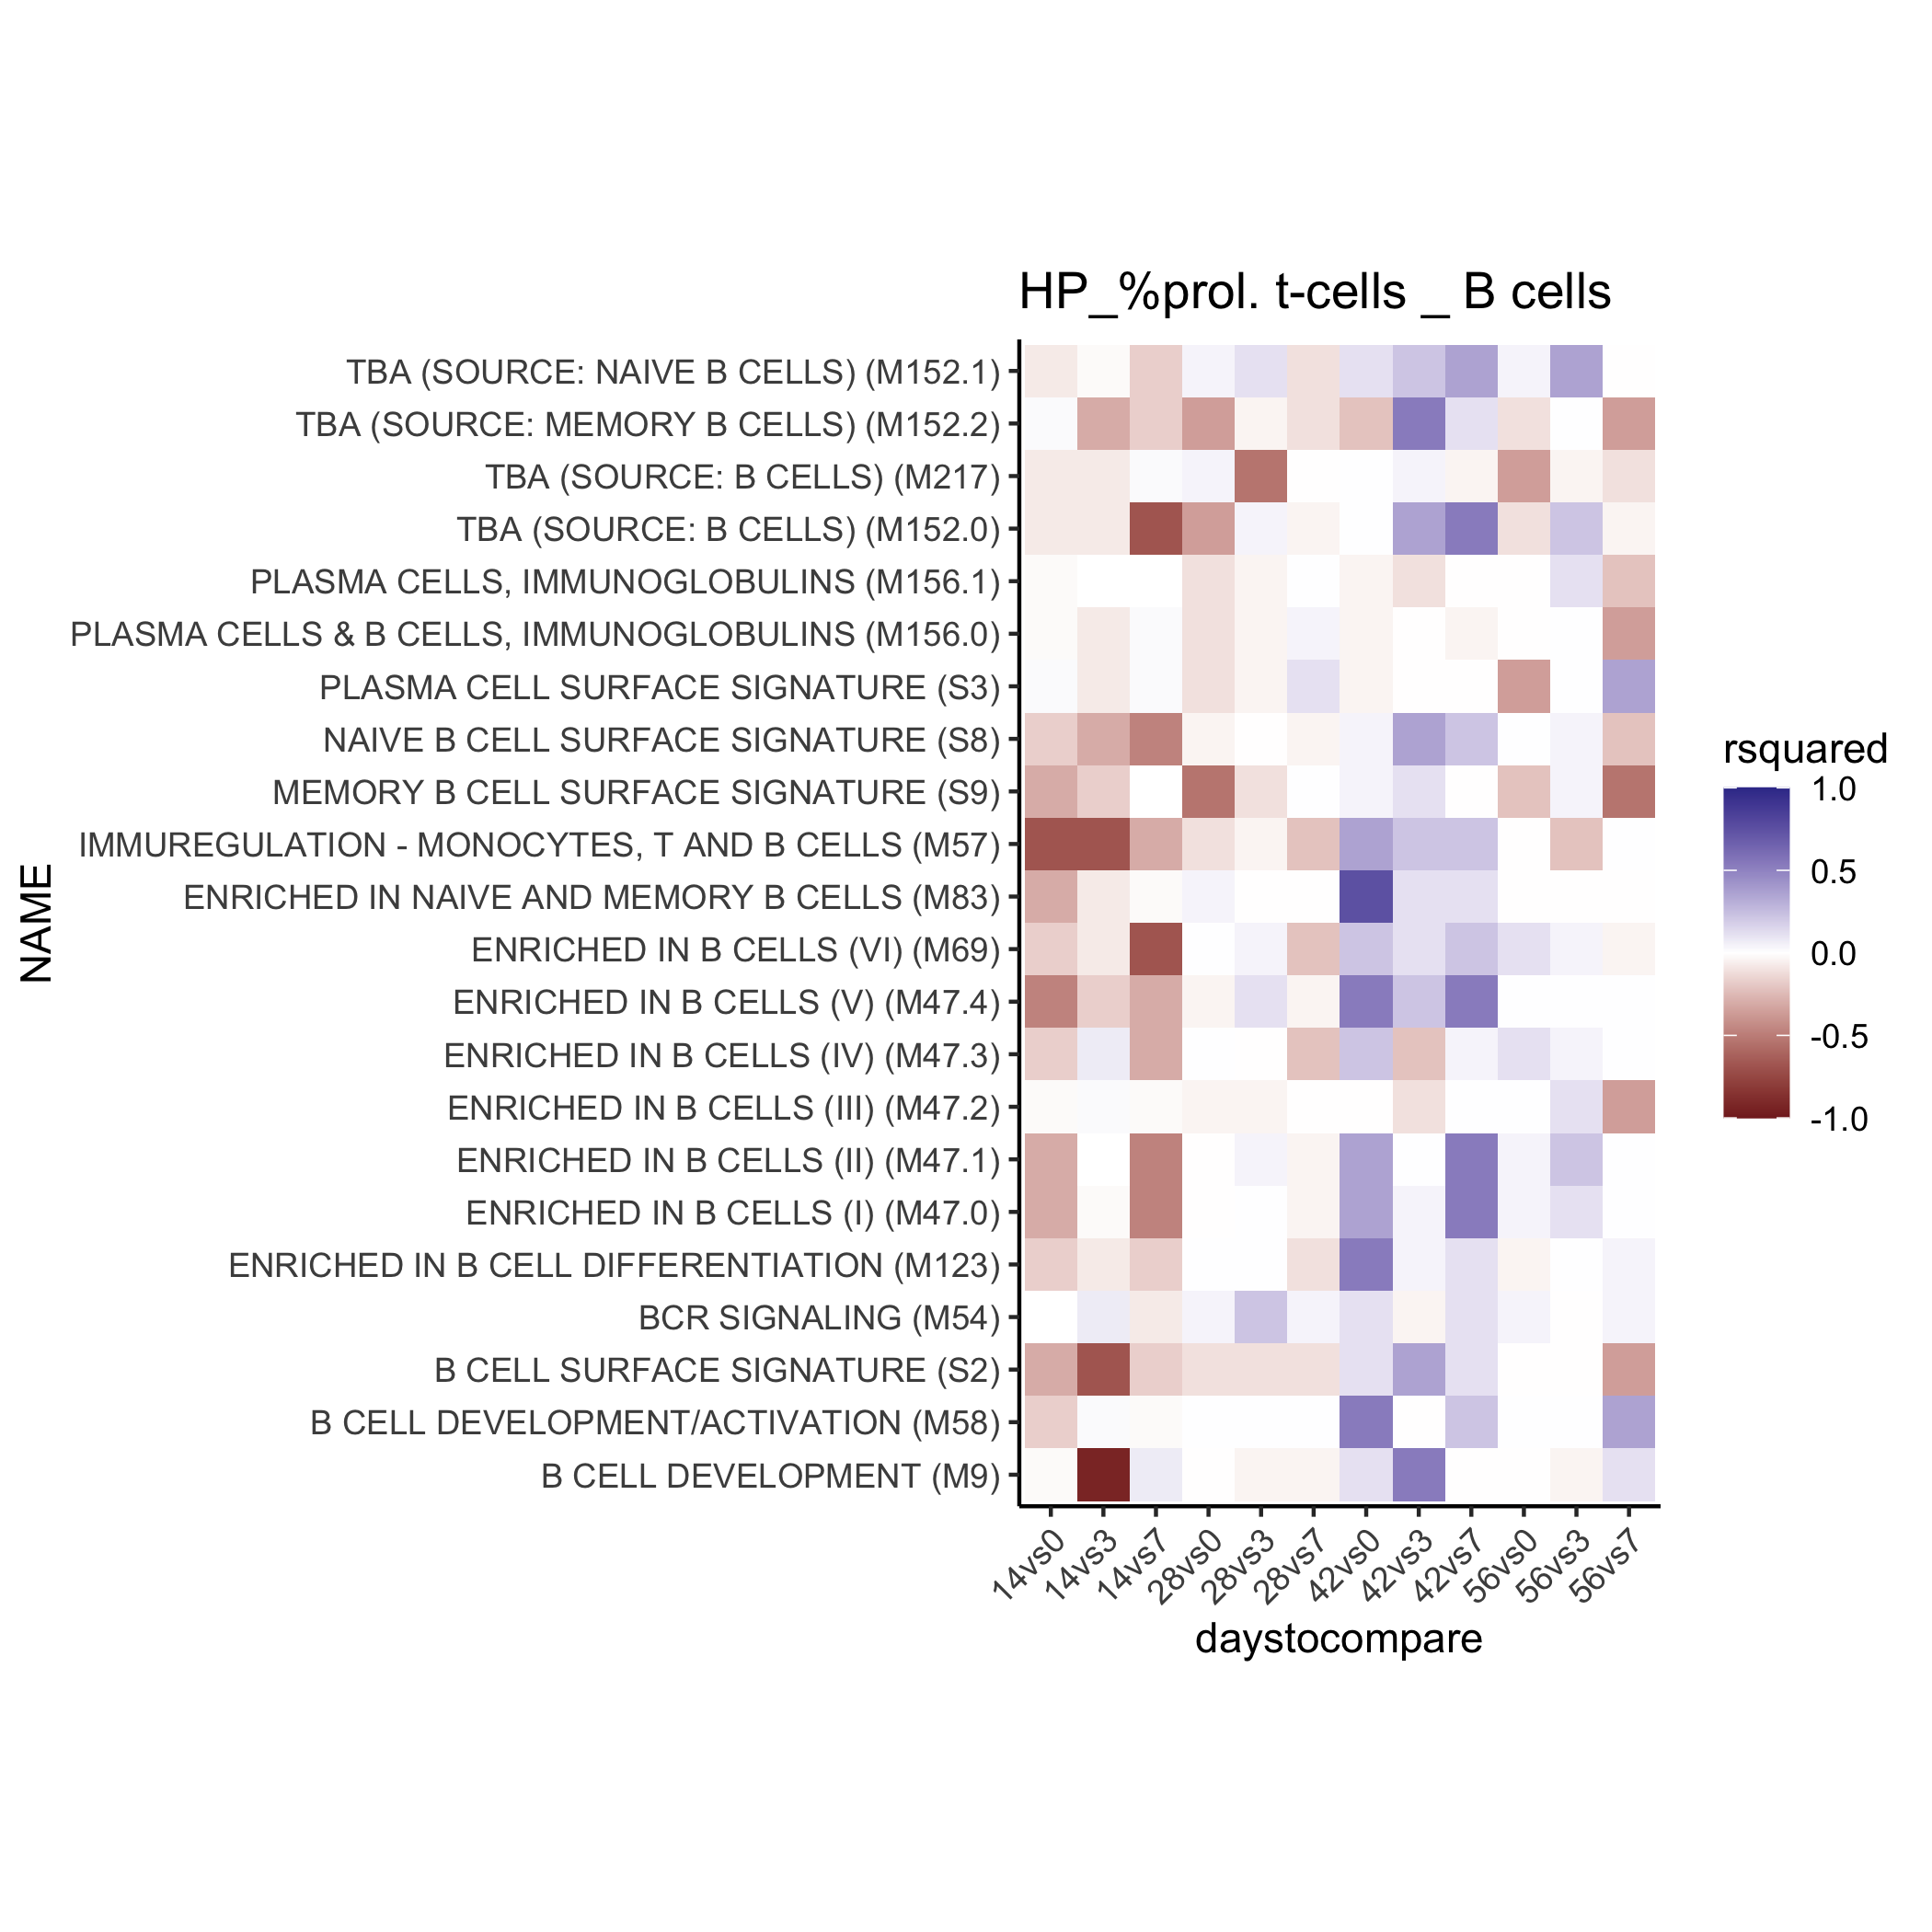 HP_%prol. t-cells _ B cells
NAME
TBA (SOURCE: NAIVE B CELLS) (M152.1)
TBA (SOURCE: MEMORY B CELLS) (M152.2)
TBA (SOURCE: B CELLS) (M217)
TBA (SOURCE: B CELLS) (M152.0)
PLASMA CELLS, IMMUNOGLOBULINS (M156.1)
PLASMA CELLS & B CELLS, IMMUNOGLOBULINS (M156.0)
PLASMA CELL SURFACE SIGNATURE (S3)
NAIVE B CELL SURFACE SIGNATURE (S8)
MEMORY B CELL SURFACE SIGNATURE (S9)
IMMUREGULATION - MONOCYTES, T AND B CELLS (M57)
ENRICHED IN NAIVE AND MEMORY B CELLS (M83)
ENRICHED IN B CELLS (VI) (M69)
ENRICHED IN B CELLS (V) (M47.4)
ENRICHED IN B CELLS (IV) (M47.3)
ENRICHED IN B CELLS (III) (M47.2)
ENRICHED IN B CELLS (II) (M47.1)
ENRICHED IN B CELLS (I) (M47.0)
ENRICHED IN B CELL DIFFERENTIATION (M123)
BCR SIGNALING (M54)
B CELL SURFACE SIGNATURE (S2)
B CELL DEVELOPMENT/ACTIVATION (M58)
B CELL DEVELOPMENT (M9)
14vs0
14vs3
14vs7
28vs0
28vs3
28vs7
42vs0
42vs3
42vs7
56vs0
56vs3
56vs7
daystocompare
rsquared
1.0
0.5
0.0
-0.5
-1.0